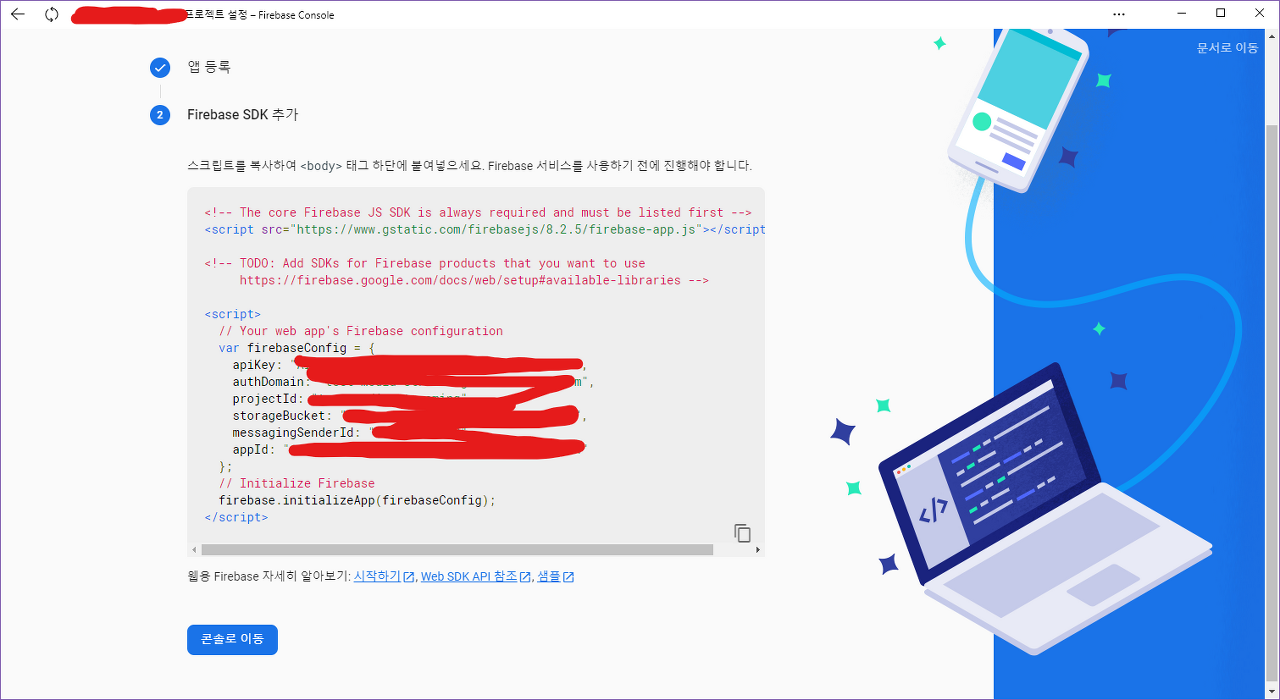 프로젝트 설정 – Firebase Console
문서로 이동
앱 등록
2 Firebase SDK 추가
스크립트를 복사하여 <body> 태그 하단에 붙여넣으세요. Firebase 서비스를 사용하기 전에 진행해야 합니다.
<!-- The core Firebase JS SDK is always required and must be listed first -->
<script src="https://www.gstatic.com/firebasejs/8.2.5/firebase-app.js"></script
<!-- TODO: Add SDKs for Firebase products that you want to use
https://firebase.google.com/docs/web/setup#available-libraries -->
<script>
// Your web app's Firebase configuration
var firebaseConfig = {
apiKey: "
authDomain: "
projectId:
storageBucket: "
messagingSenderId: "
appId: "
};
// Initialize Firebase
firebase.initializeApp(firebaseConfig);
</script>
웹용 Firebase 자세히 알아보기: 시작하기, Web SDK API 참조, 샘플
콘솔로 이동